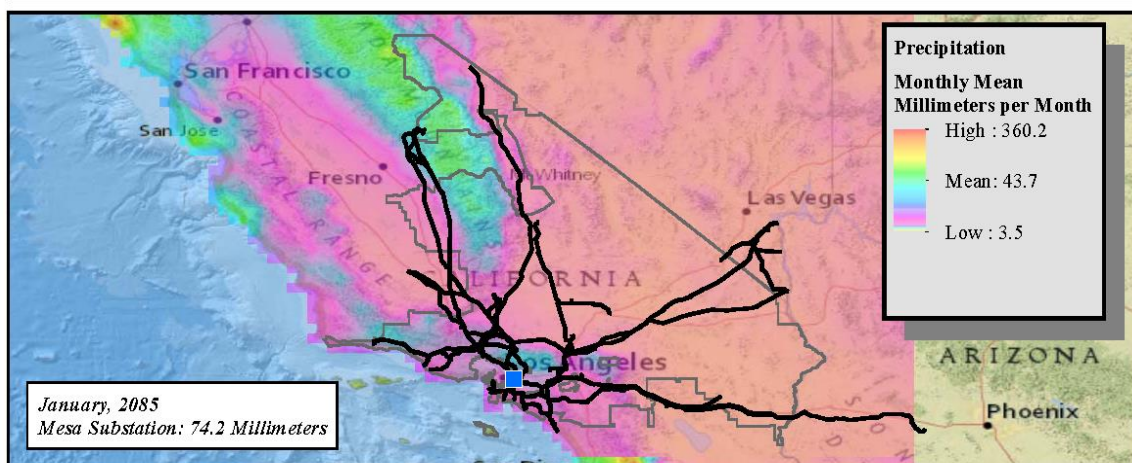 Precipitation
Monthly Mean
Millimeters per Month
High : 360.2
Mean: 43.7
Low : 3.5
San Francisco
San Jose
COASTAL RANGE
Fresno
Mt Whitney
Las Vegas
CALIFORNIA
Los Angeles
ARIZONA
Phoenix
January, 2085
Mesa Substation: 74.2 Millimeters